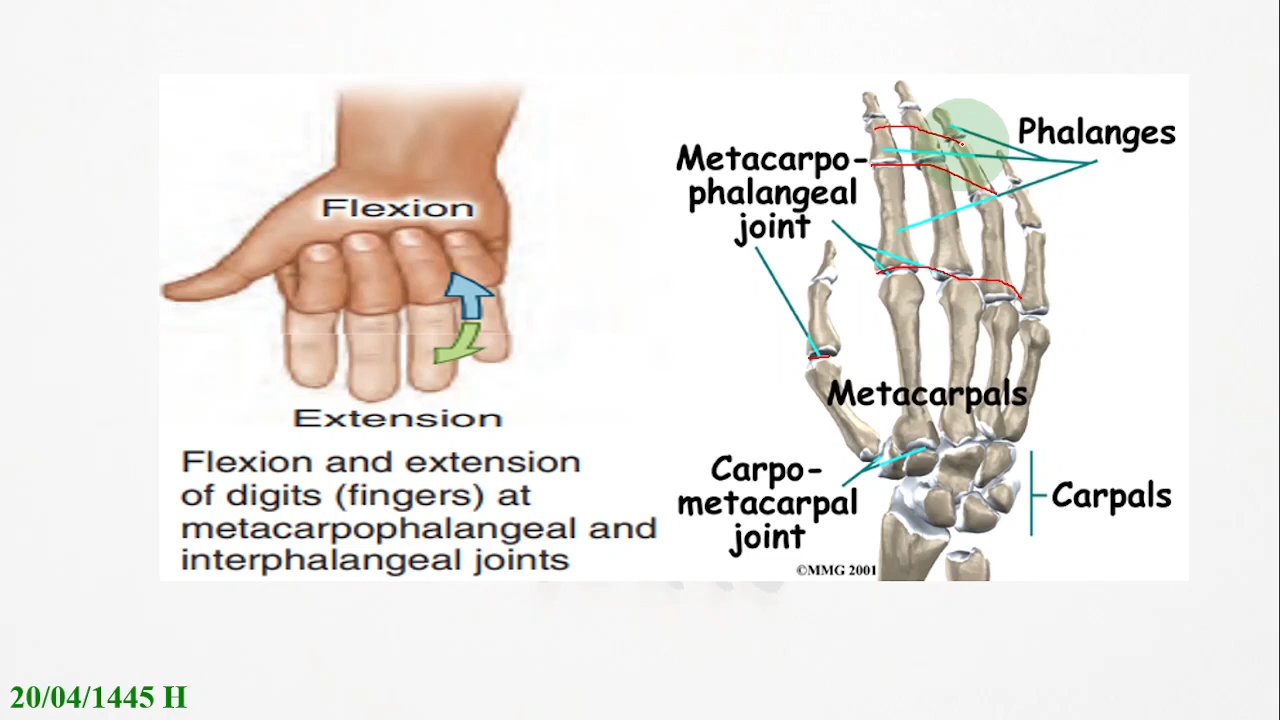 Flexion
Extension
Flexion and extension
of digits (fingers) at
metacarpophalangeal and
interphalangeal joints
Phalanges
Metacarpo-
phalangeal
joint
Metacarpals
Carpo-
metacarpal
joint
Carpals
©MMG 2001
20/04/1445 H